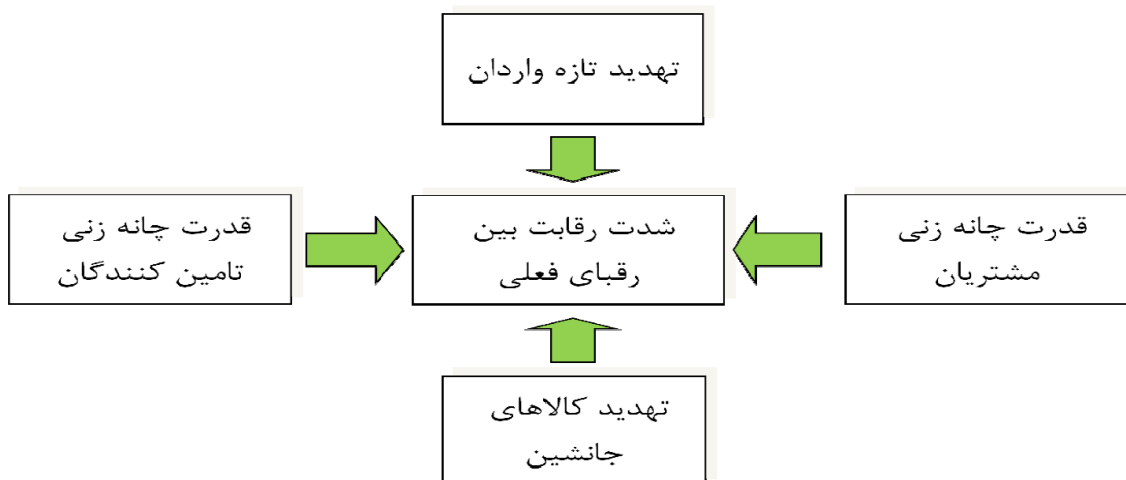 تهدید تازه واردان
قدرت چانه زنی
مشتریان
شدت رقابت بین
رقبای فعلی
قدرت چانه زنی
تامین کنندگان
تهدید کالاهای
جانشین